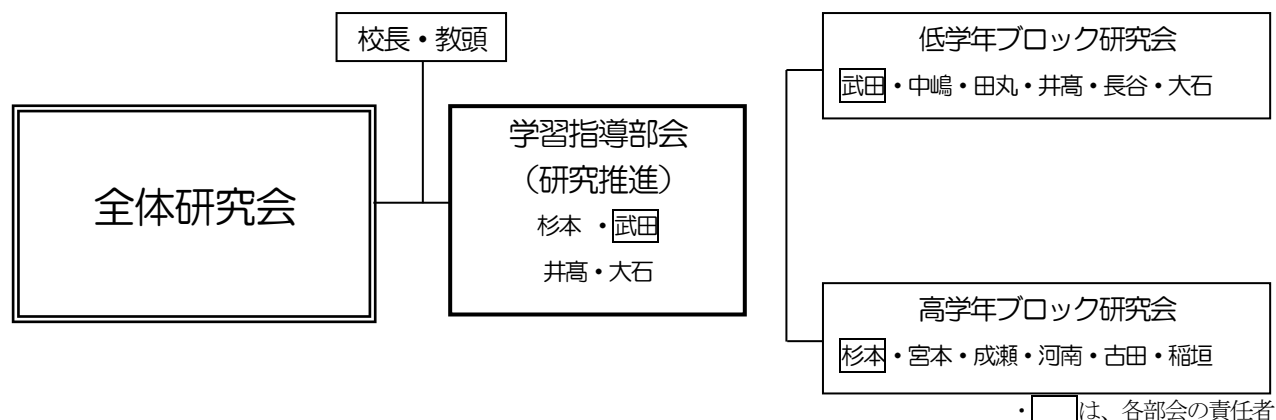 校長・教頭
全体研究会
学習指導部会
(研究推進)
杉本 ・武田
井髙・大石
低学年ブロック研究会
武田・中嶋・田丸・井髙・長谷・大石
高学年ブロック研究会
杉本・宮本・成瀬・河南・古田・稲垣
・ は、各部会の責任者